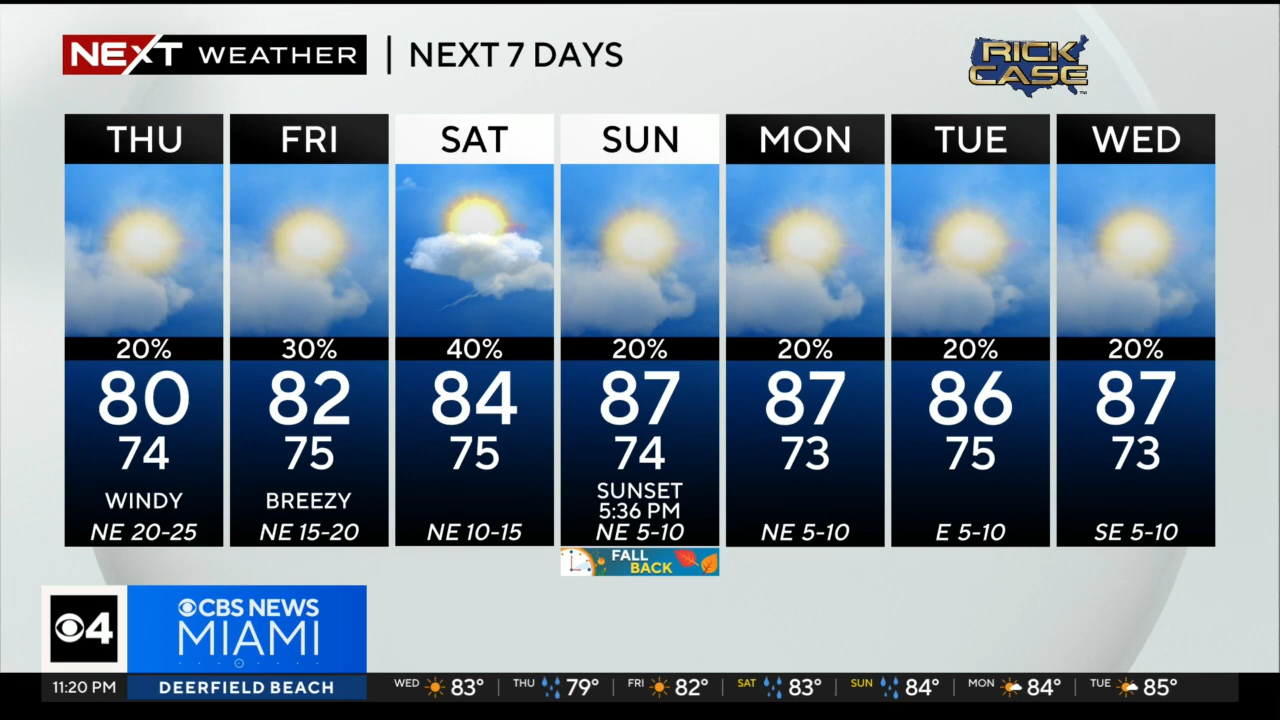 NEXT WEATHER | NEXT 7 DAYS
RICK
CASE
TM
THU FRI SAT SUN MON TUE WED
20% 30% 40% 20% 20% 20% 20%
80 82 84 87 87 86 87
74 75 75 74 73 75 73
WINDY BREEZY SUNSET
5:36 PM
NE 20-25 NE 15-20 NE 10-15 NE 5-10 NE 5-10 E 5-10 SE 5-10
FALL
BACK
4 CBS NEWS
MIAMI
11:20 PM DEERFIELD BEACH WED 83° THU 79° FRI 82° SAT 83° SUN 84° MON 84° TUE 85°